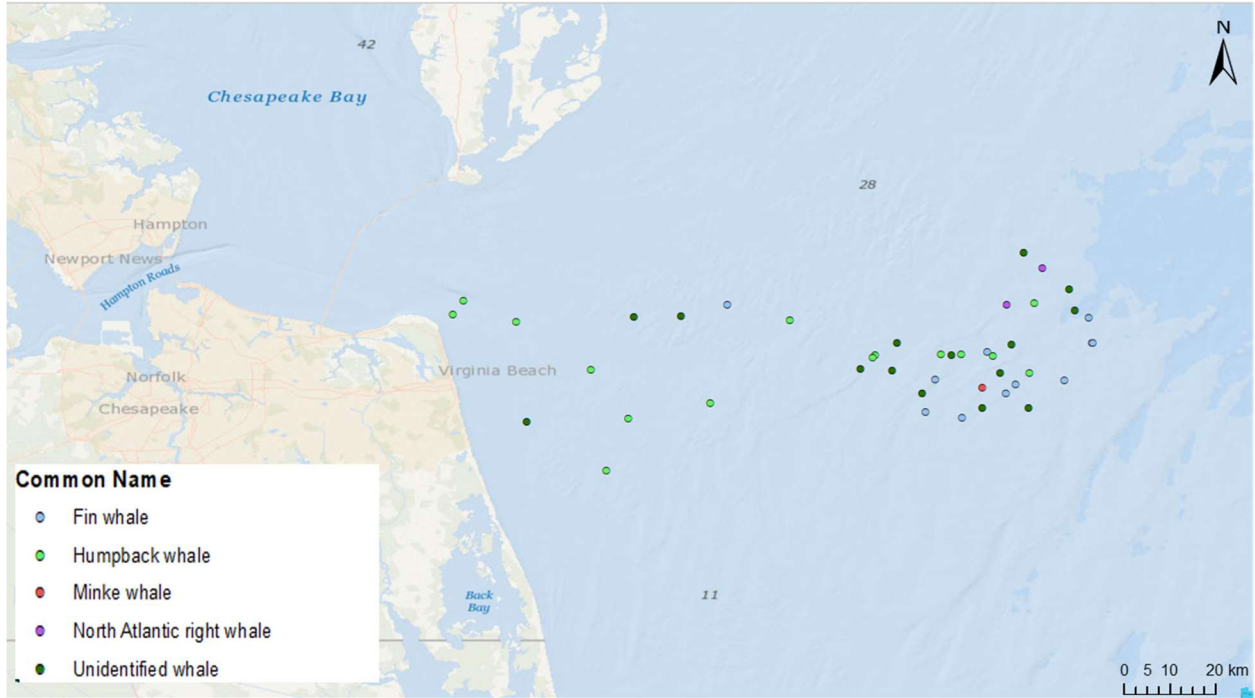 N
42
Chesapeake Bay
28
Hampton
Newport News
Hampton Roads
Virginia Beach
Norfolk
Chesapeake
Common Name
Fin whale
Humpback whale
Minke whale
North Atlantic right whale
Unidentified whale
Back
Bay
11
0 5 10 20 km